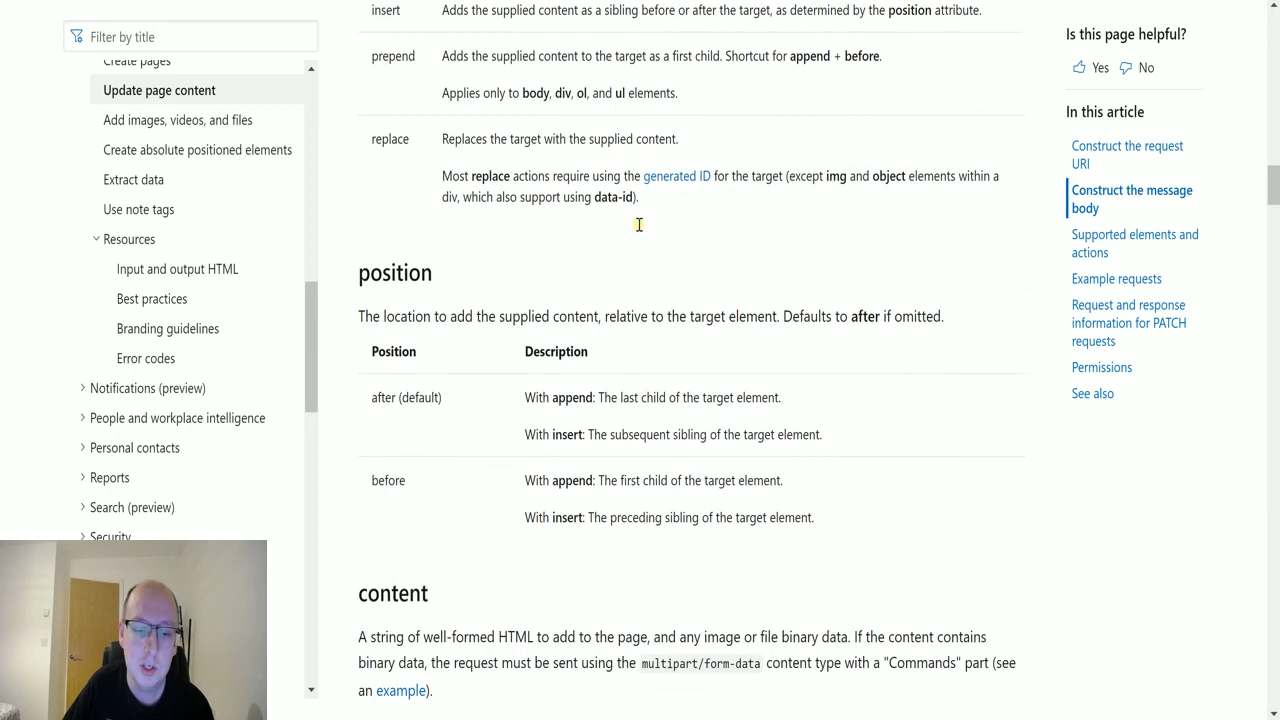 Filter by title
Create pages
Update page content
Add images, videos, and files
Create absolute positioned elements
Extract data
Use note tags
Resources
Input and output HTML
Best practices
Branding guidelines
Error codes
Notifications (preview)
People and workplace intelligence
Personal contacts
Reports
Search (preview)
Security
insert Adds the supplied content as a sibling before or after the target, as determined by the position attribute.
prepend Adds the supplied content to the target as a first child. Shortcut for append + before.
Applies only to body, div, ol, and ul elements.
replace Replaces the target with the supplied content.
Most replace actions require using the generated ID for the target (except img and object elements within a
div, which also support using data-id).
position
The location to add the supplied content, relative to the target element. Defaults to after if omitted.
Position Description
after (default) With append: The last child of the target element.
With insert: The subsequent sibling of the target element.
before With append: The first child of the target element.
With insert: The preceding sibling of the target element.
content
A string of well-formed HTML to add to the page, and any image or file binary data. If the content contains
binary data, the request must be sent using the multipart/form-data content type with a "Commands" part (see
an example).
Is this page helpful?
Yes No
In this article
Construct the request
URI
Construct the message
body
Supported elements and
actions
Example requests
Request and response
information for PATCH
requests
Permissions
See also